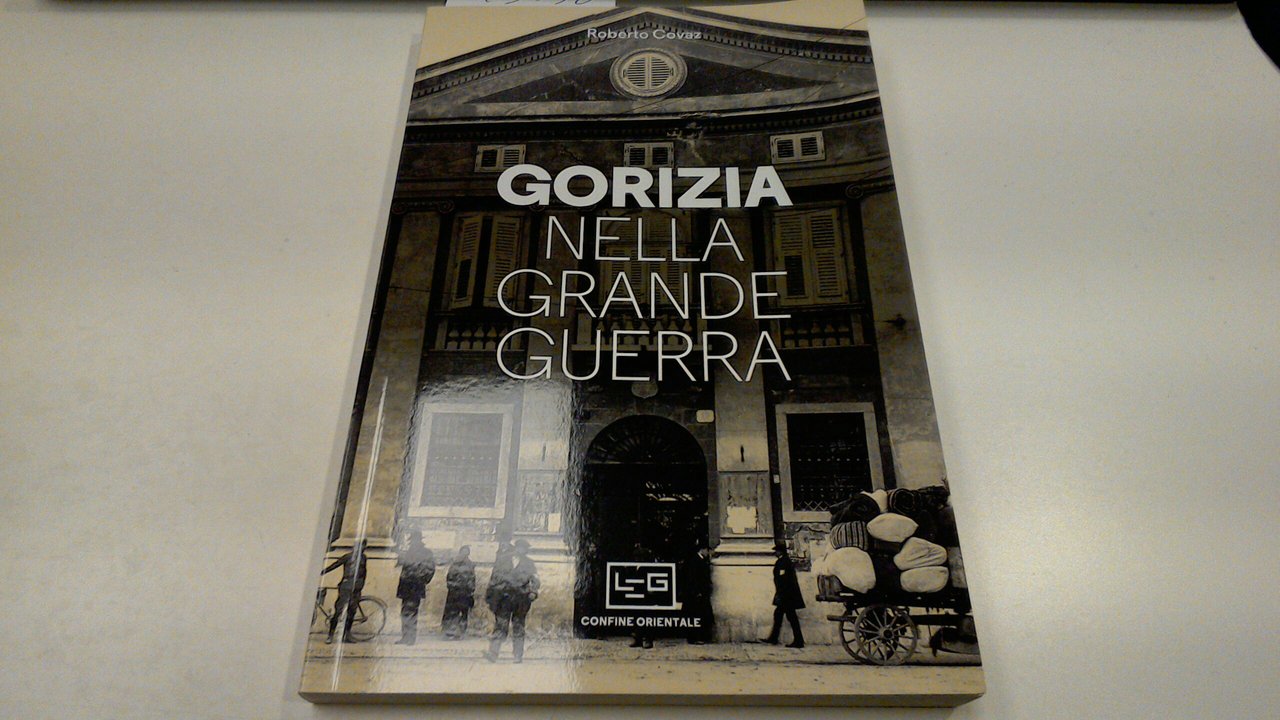 Roberto Covaz
GORIZIA
NELLA
GRANDE
GUERRA
LEG
CONFINE ORIENTALE